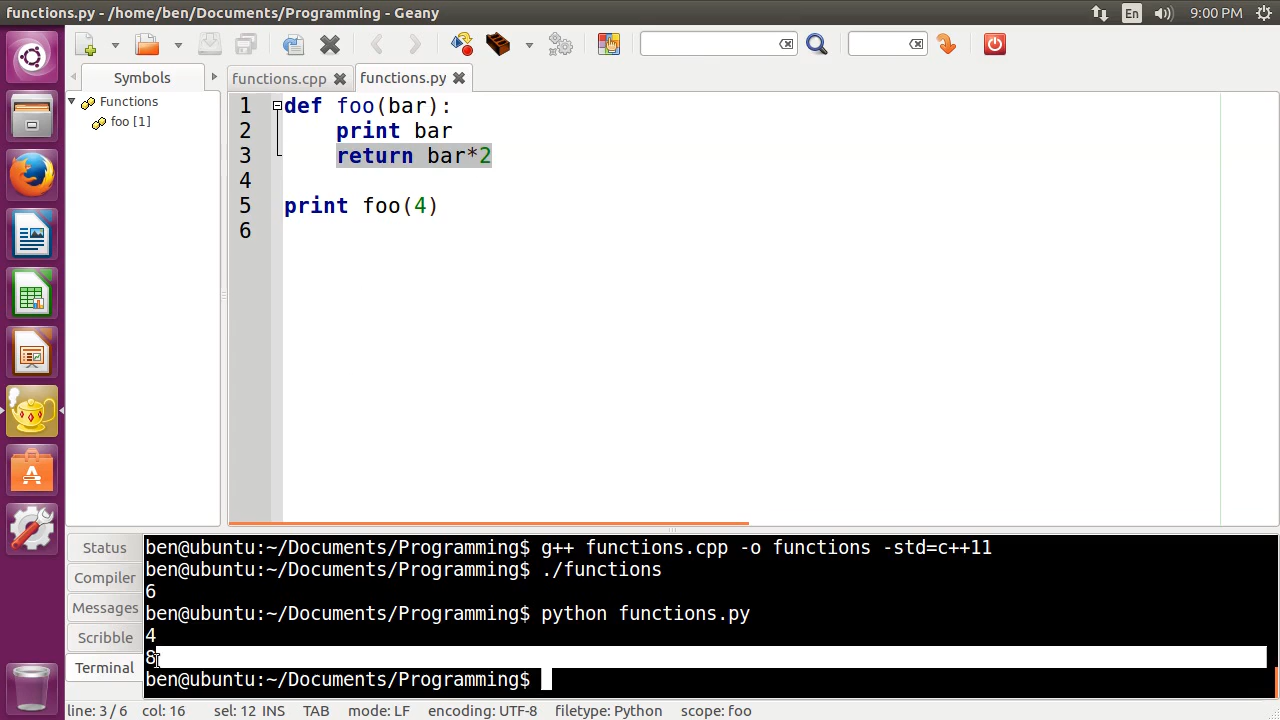 functions.py - /home/ben/Documents/Programming - Geany
En
9:00 PM
Symbols
functions.cpp
functions.py
Functions
foo [1]
1 def foo(bar):
2     print bar
3     return bar*2
4
5 print foo(4)
6
Status
Compiler
Messages
Scribble
Terminal
ben@ubuntu:~/Documents/Programming$ g++ functions.cpp -o functions -std=c++11
ben@ubuntu:~/Documents/Programming$ ./functions
6
ben@ubuntu:~/Documents/Programming$ python functions.py
4
8
ben@ubuntu:~/Documents/Programming$
line: 3 / 6 col: 16 sel: 12 INS TAB mode: LF encoding: UTF-8 filetype: Python scope: foo